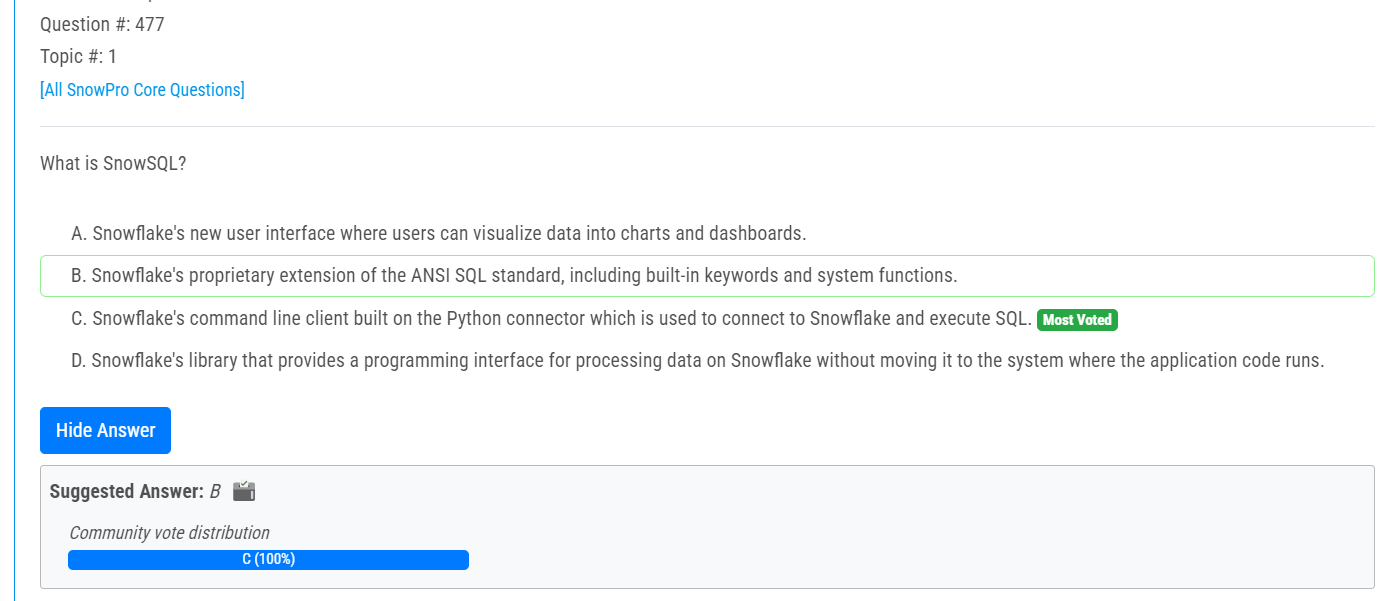 Question #: 477
Topic #: 1
[All SnowPro Core Questions]
What is SnowSQL?
A. Snowflake's new user interface where users can visualize data into charts and dashboards.
B. Snowflake's proprietary extension of the ANSI SQL standard, including built-in keywords and system functions.
C. Snowflake's command line client built on the Python connector which is used to connect to Snowflake and execute SQL. Most Voted
D. Snowflake's library that provides a programming interface for processing data on Snowflake without moving it to the system where the application code runs.
Hide Answer
Suggested Answer: B
Community vote distribution
C (100%)